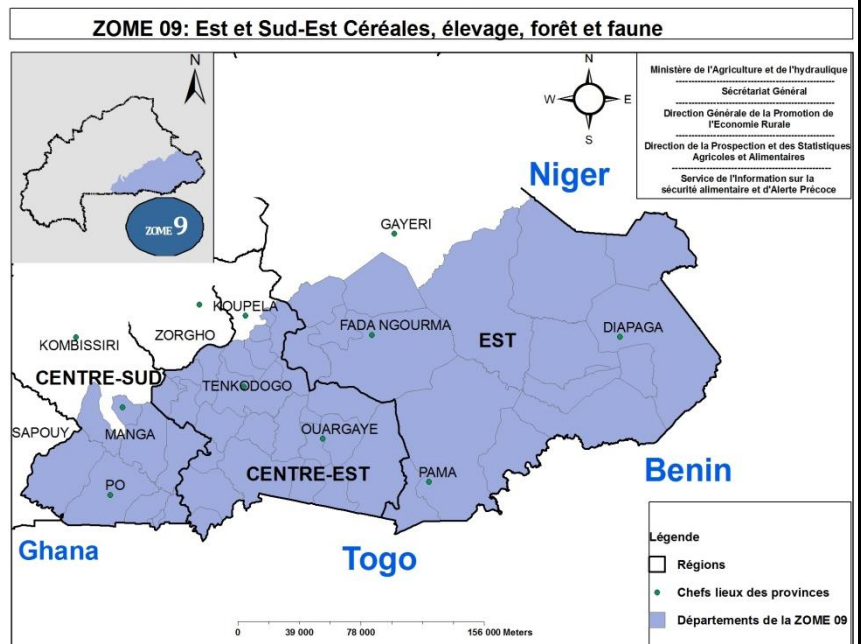 ZOME 09: Est et Sud-Est Céréales, élevage, forêt et faune
N
ZOME 9
N
W
E
S
Ministère de l'Agriculture et de l'hydraulique
Sécrétariat Général
Direction Générale de la Promotion de
l'Economie Rurale
Direction de la Prospection et des Statistiques
Agricoles et Alimentaires
Service de l'Information sur la
sécurité alimentaire et d'Alerte Précoce
Niger
GAYERI
KOUPELA
ZORGHO
KOMBISSIRI
FADA NGOURMA
EST
DIAPAGA
CENTRE-SUD
TENKODOGO
SAPOUY
MANGA
OUARGAYE
CENTRE-EST
PAMA
PO
Benin
Ghana
Togo
Légende
Régions
Chefs lieux des provinces
Départements de la ZOME 09
0 39 000 78 000 156 000 Meters